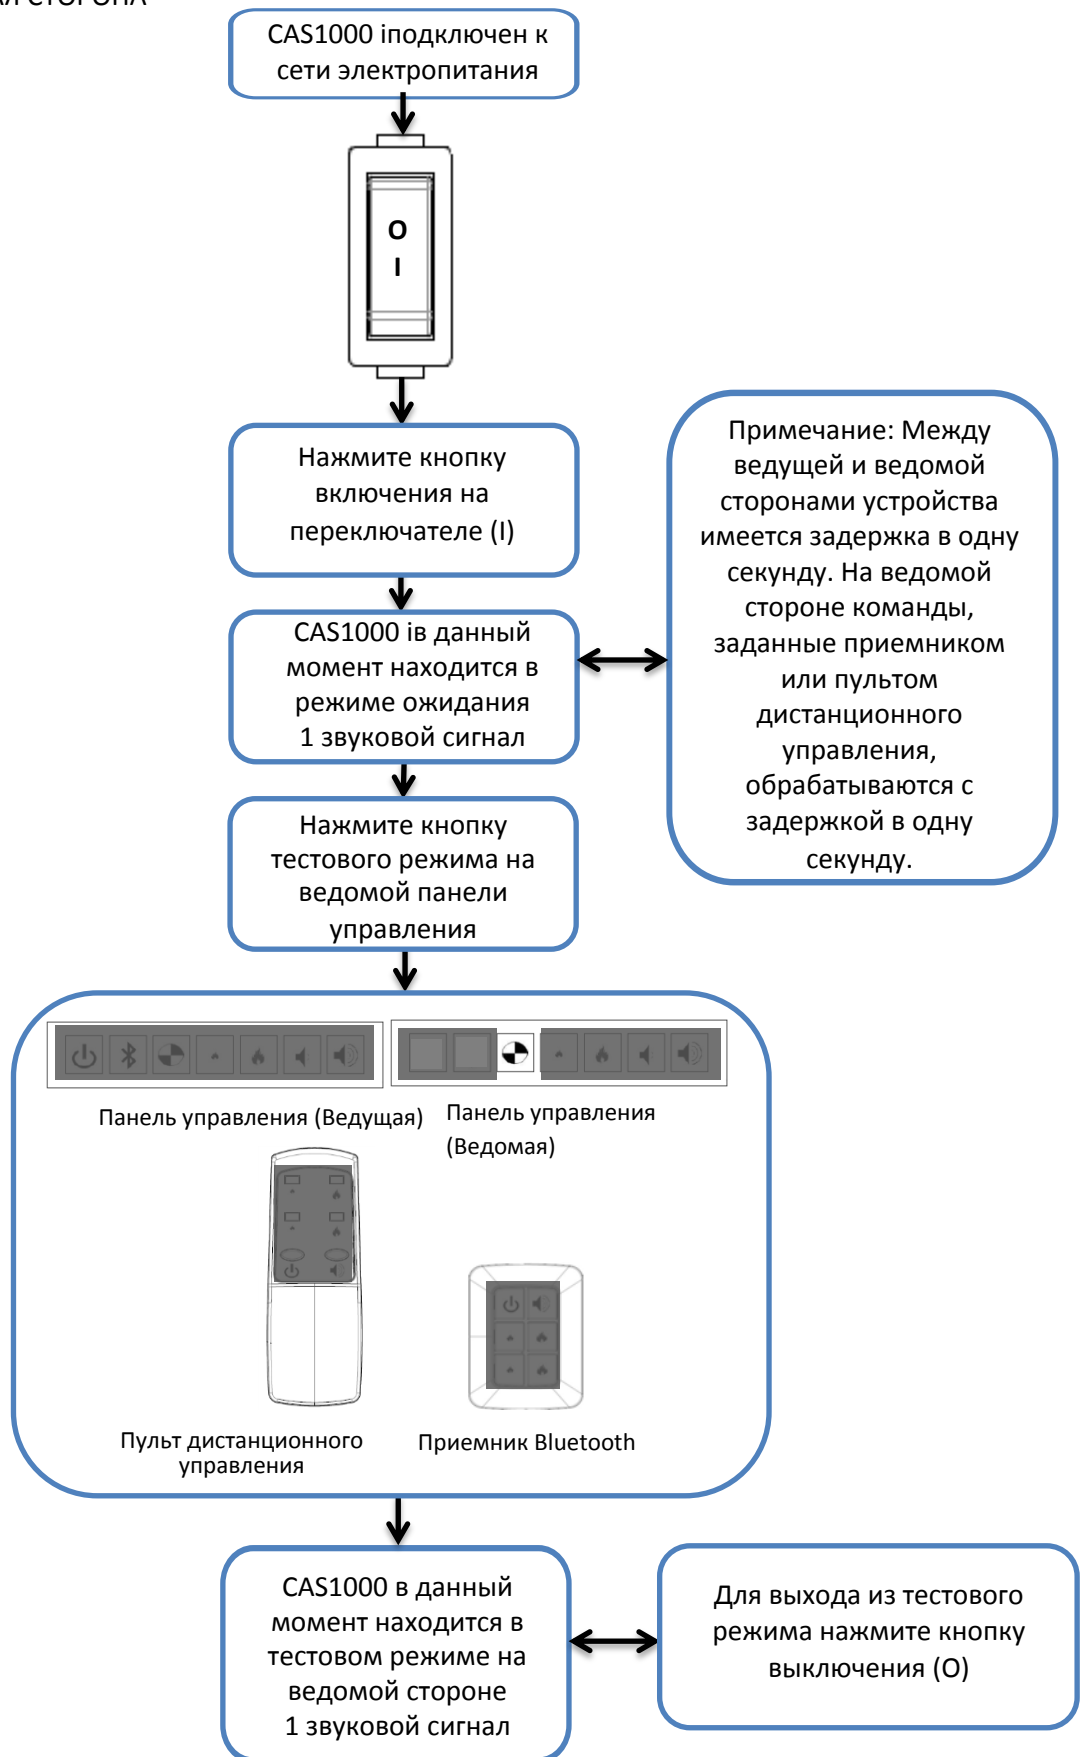 СТОРОНА
CAS1000 iподключен к
сети электропитания
O
I
Нажмите кнопку
включения на
переключателе (I)
Примечание: Между
ведущей и ведомой
сторонами устройства
имеется задержка в одну
секунду. На ведомой
стороне команды,
заданные приемником
или пультом
дистанционного
управления,
обрабатываются с
задержкой в одну
секунду.
CAS1000 iв данный
момент находится в
режиме ожидания
1 звуковой сигнал
Нажмите кнопку
тестового режима на
ведомой панели
управления
Панель управления (Ведущая)
Панель управления
(Ведомая)
Пульт дистанционного
управления
Приемник Bluetooth
CAS1000 в данный
момент находится в
тестовом режиме на
ведомой стороне
1 звуковой сигнал
Для выхода из тестового
режима нажмите кнопку
выключения (O)